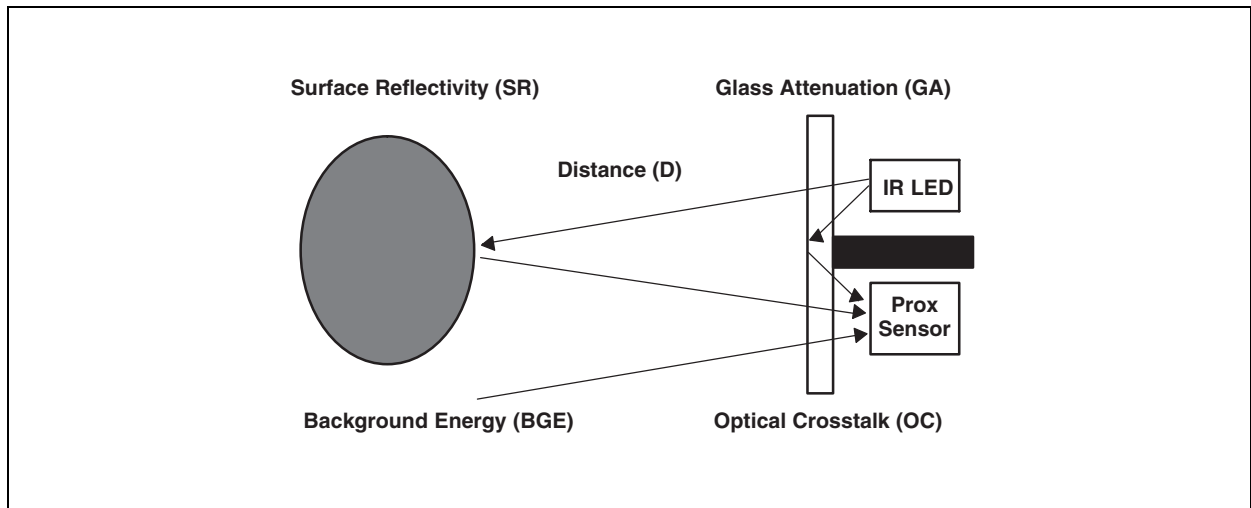 Surface Reflectivity (SR)
Glass Attenuation (GA)
Distance (D)
IR LED
Prox
Sensor
Background Energy (BGE)
Optical Crosstalk (OC)